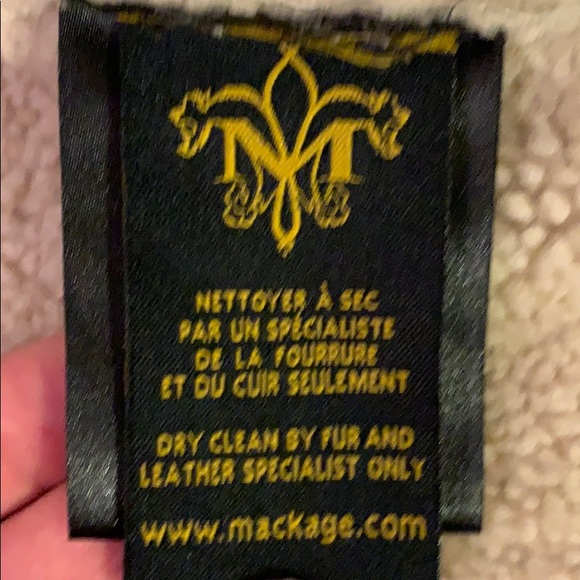 M
NETTOYER À SEC
PAR UN SPÉCIALISTE
DE LA FOURRURE
ET DU CUIR SEULEMENT
DRY CLEAN BY FUR AND
LEATHER SPECIALIST ONLY
www.mackage.com